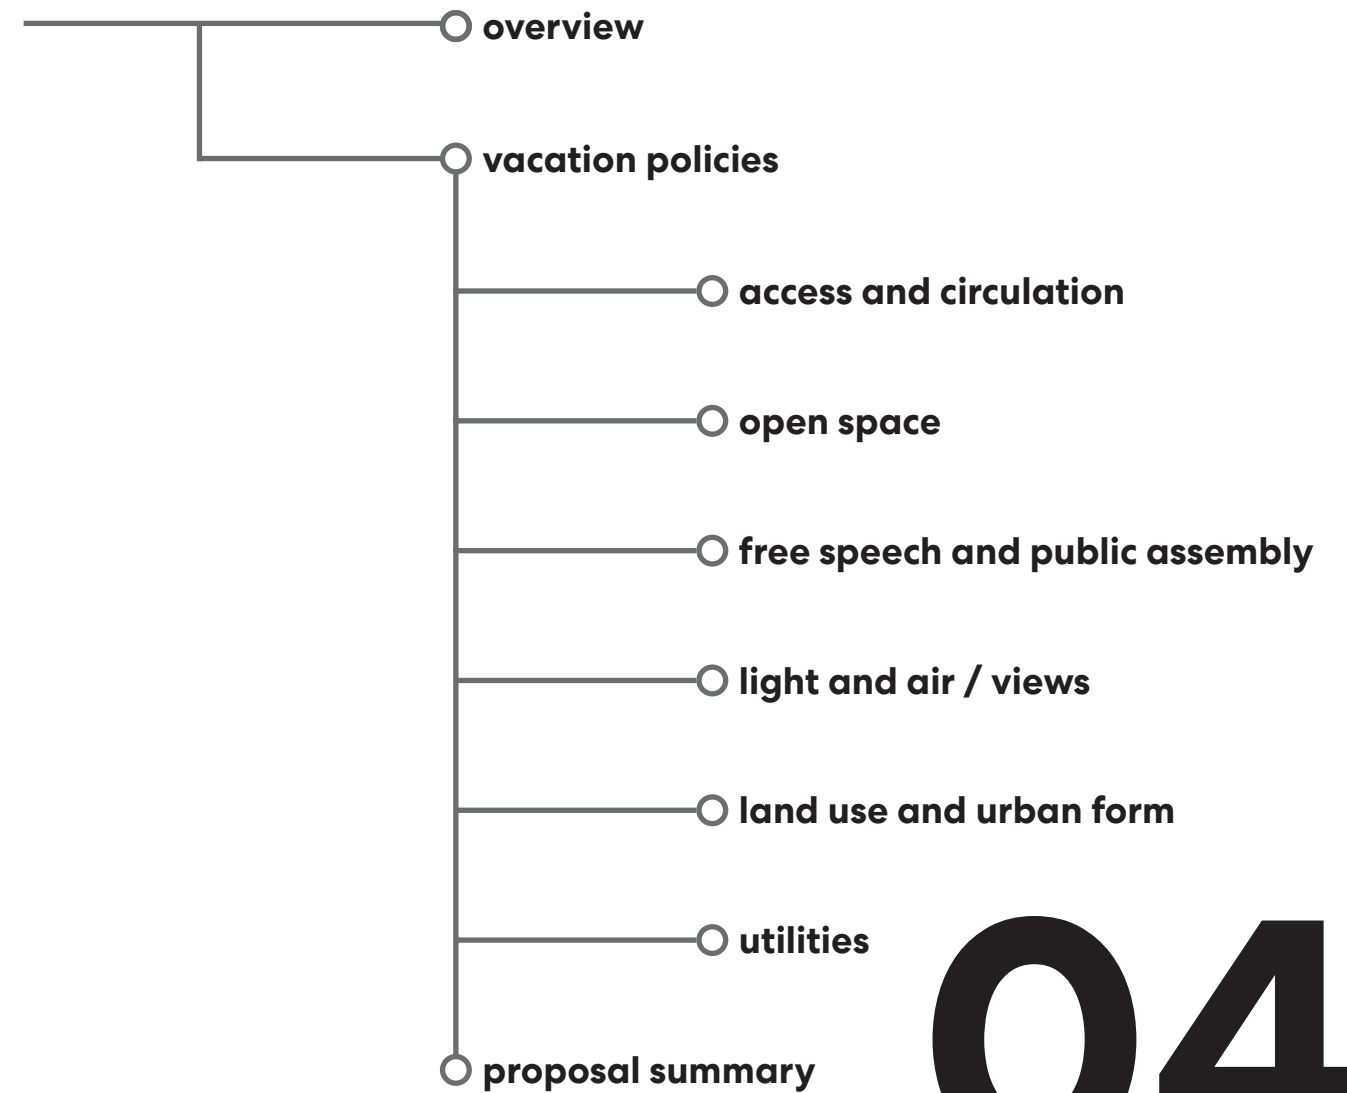 overview
vacation policies
access and circulation
open space
free speech and public assembly
light and air / views
land use and urban form
utilities
04
proposal summary